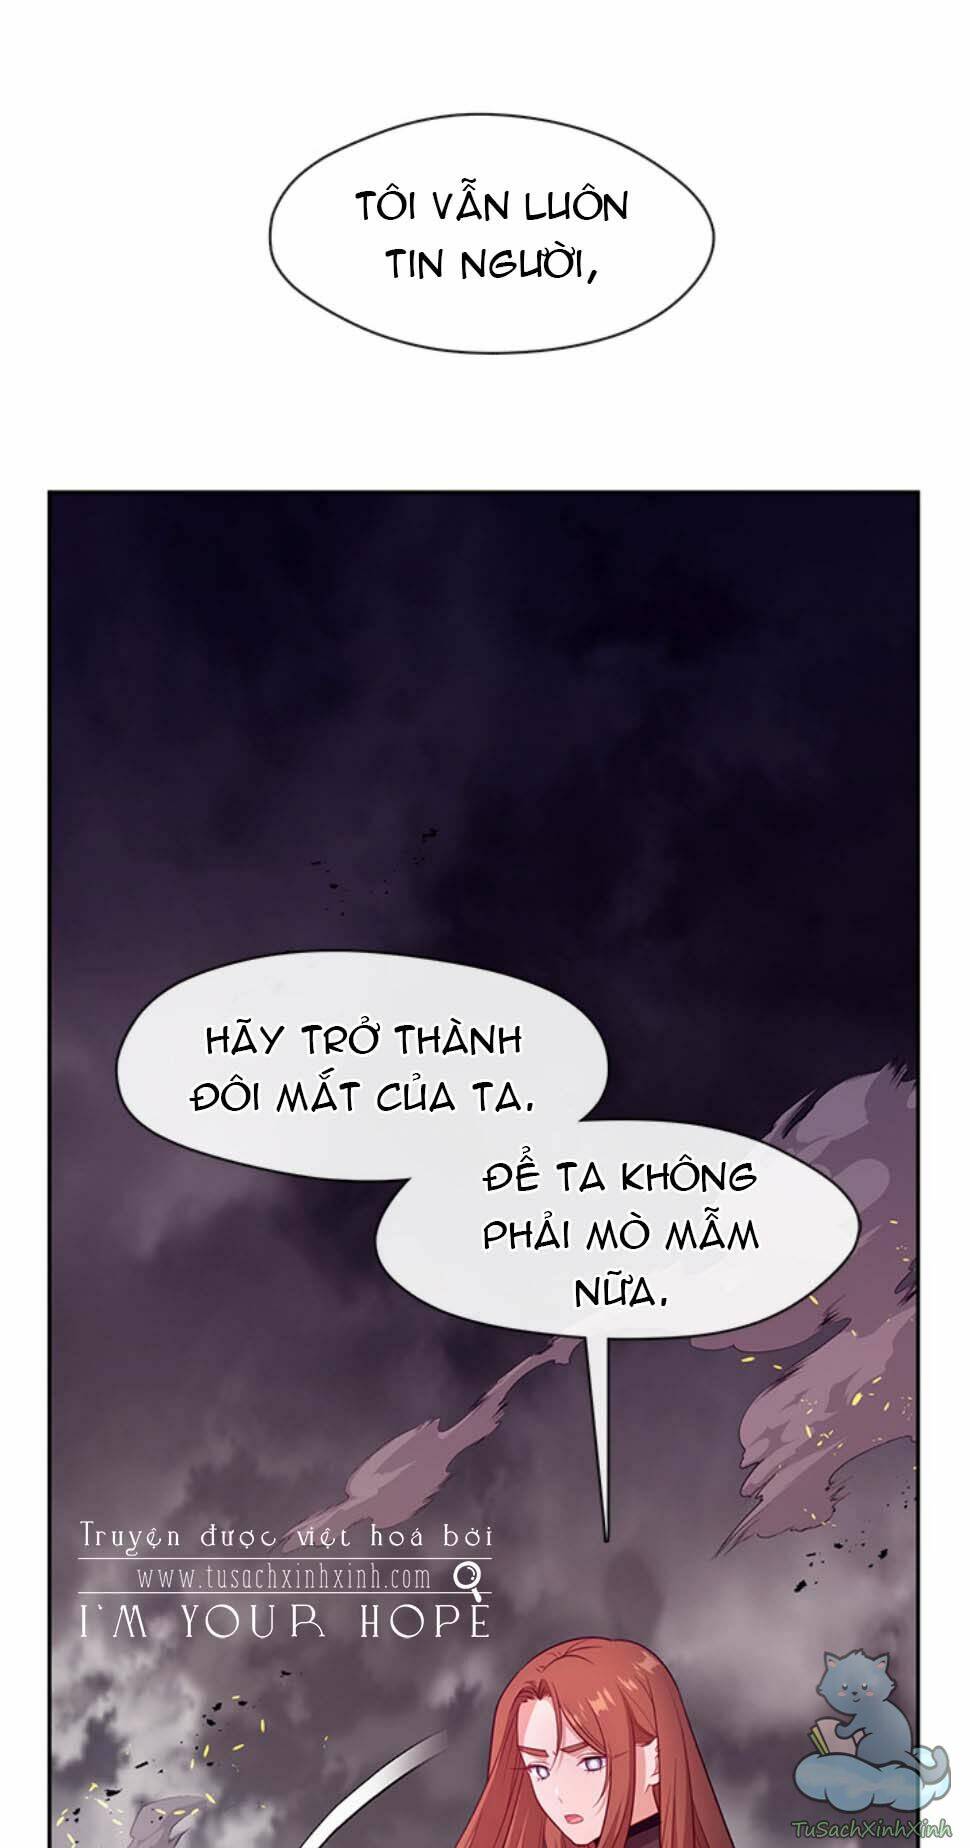 TÔI VẪN LUÔN
TIN NGƯỜI,
HÃY TRỞ THÀNH
ĐÔI MẮT CỦA TA.
ĐỂ TA KHÔNG
PHẢI MÒ MẪM
NỮA.
Truyện được việt hoá bởi
www.tusachxinhxinh.com
I'M YOUR HOPE
TuSachXinhXinh